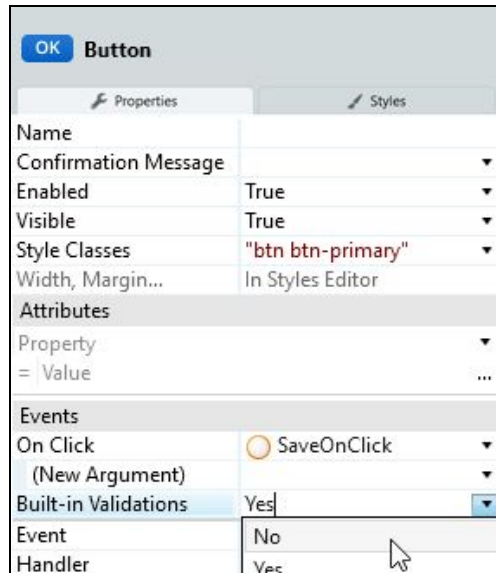 OK Button
Properties Styles
Name
Confirmation Message
Enabled True
Visible True
Style Classes "btn btn-primary"
Width, Margin... In Styles Editor
Attributes
Property
= Value ...
Events
On Click SaveOnClick
(New Argument)
Built-in Validations Yes
Event No
Handler Yes